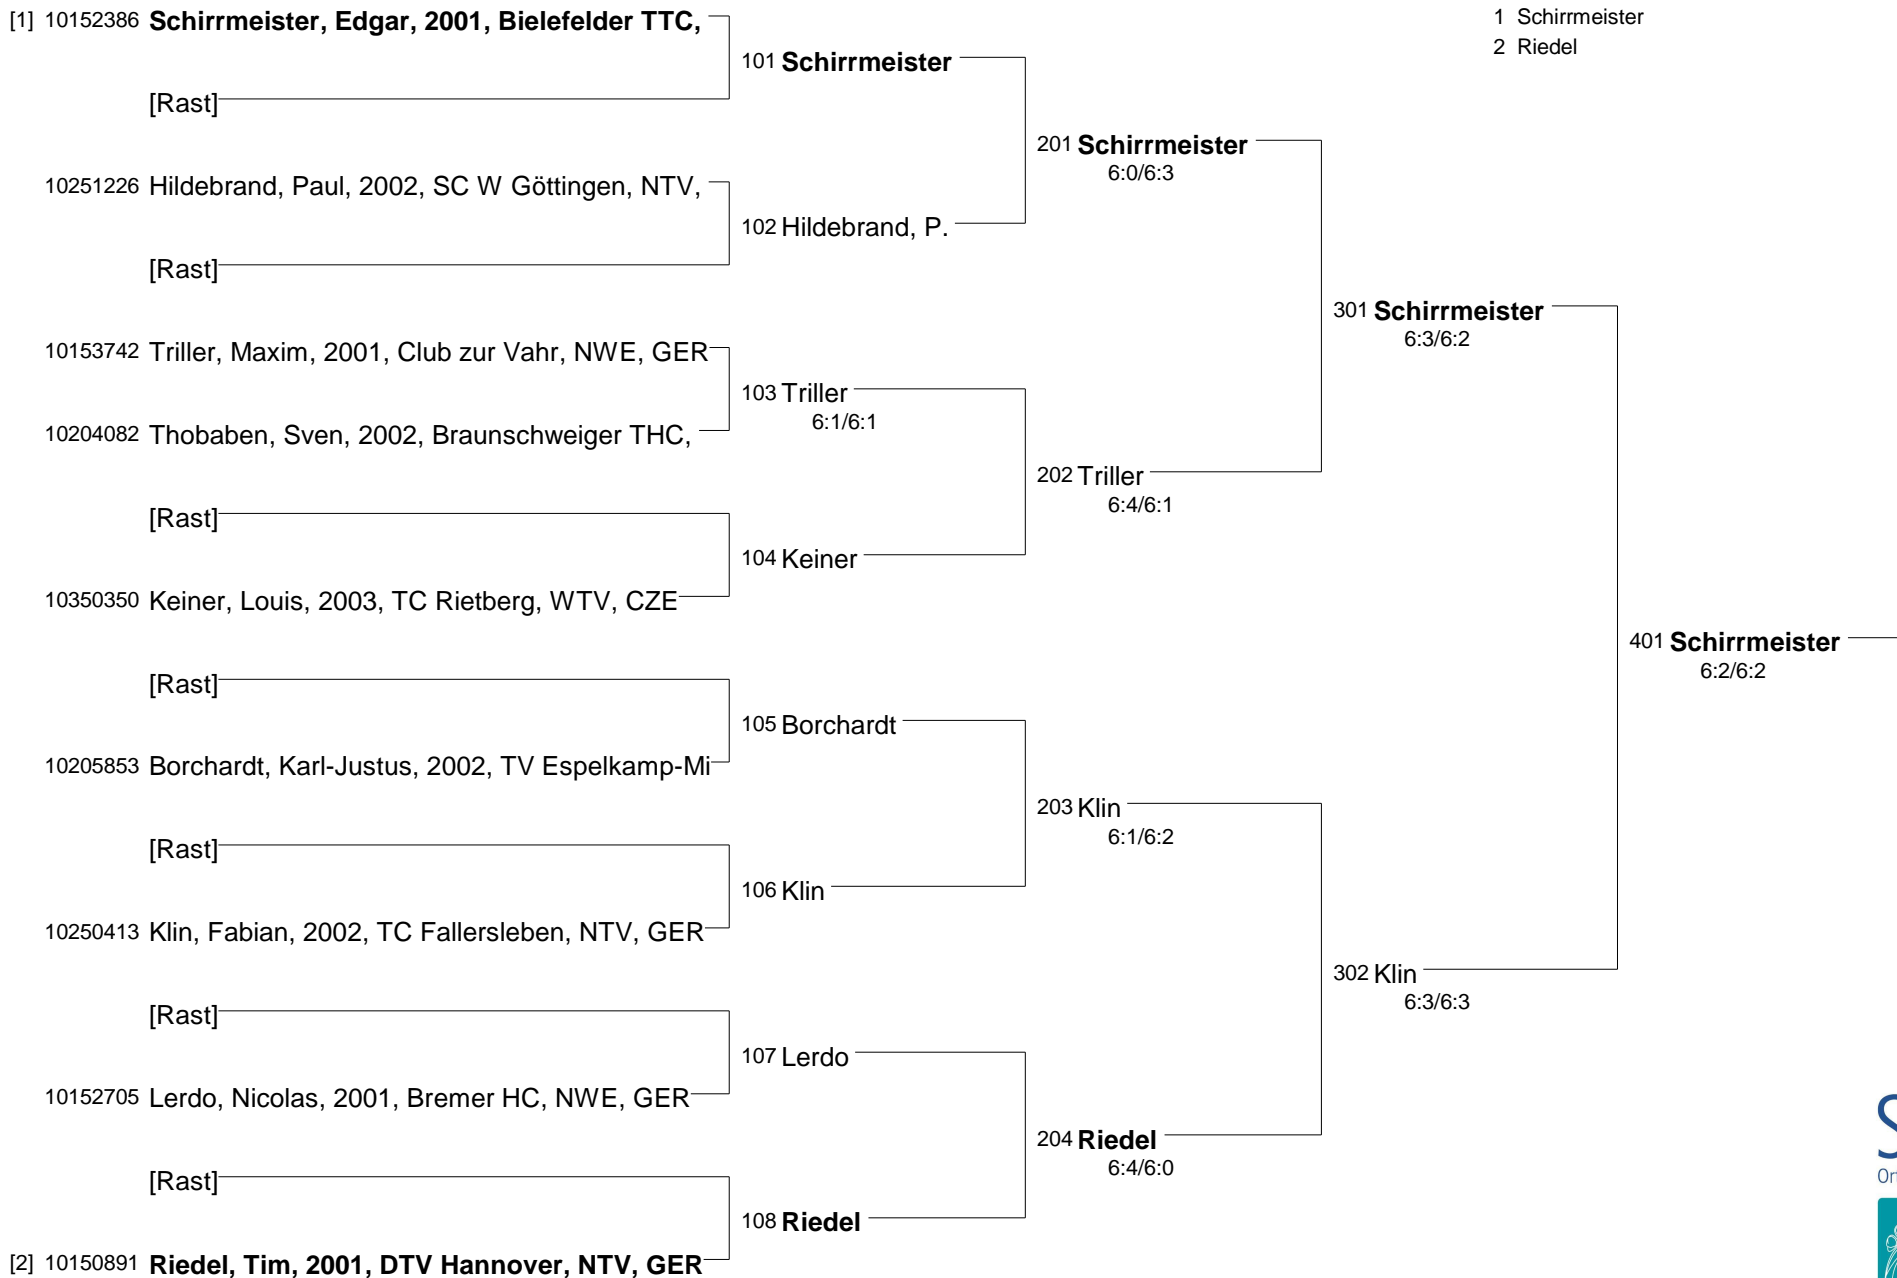 [1] 10152386 Schirrmeister, Edgar, 2001, Bielefelder TTC,
[Rast]
10251226 Hildebrand, Paul, 2002, SC W Göttingen, NTV,
[Rast]
10153742 Triller, Maxim, 2001, Club zur Vahr, NWE, GER
10204082 Thobaben, Sven, 2002, Braunschweiger THC,
[Rast]
10350350 Keiner, Louis, 2003, TC Rietberg, WTV, CZE
[Rast]
10205853 Borchardt, Karl-Justus, 2002, TV Espelkamp-Mi
[Rast]
10250413 Klin, Fabian, 2002, TC Fallersleben, NTV, GER
[Rast]
10152705 Lerdo, Nicolas, 2001, Bremer HC, NWE, GER
[Rast]
[2] 10150891 Riedel, Tim, 2001, DTV Hannover, NTV, GER
101 Schirrmeister
102 Hildebrand, P.
103 Triller
6:1/6:1
104 Keiner
105 Borchardt
106 Klin
107 Lerdo
108 Riedel
201 Schirrmeister
6:0/6:3
202 Triller
6:4/6:1
203 Klin
6:1/6:2
204 Riedel
6:4/6:0
301 Schirrmeister
6:3/6:2
302 Klin
6:3/6:3
401 Schirrmeister
6:2/6:2
1 Schirrmeister
2 Riedel